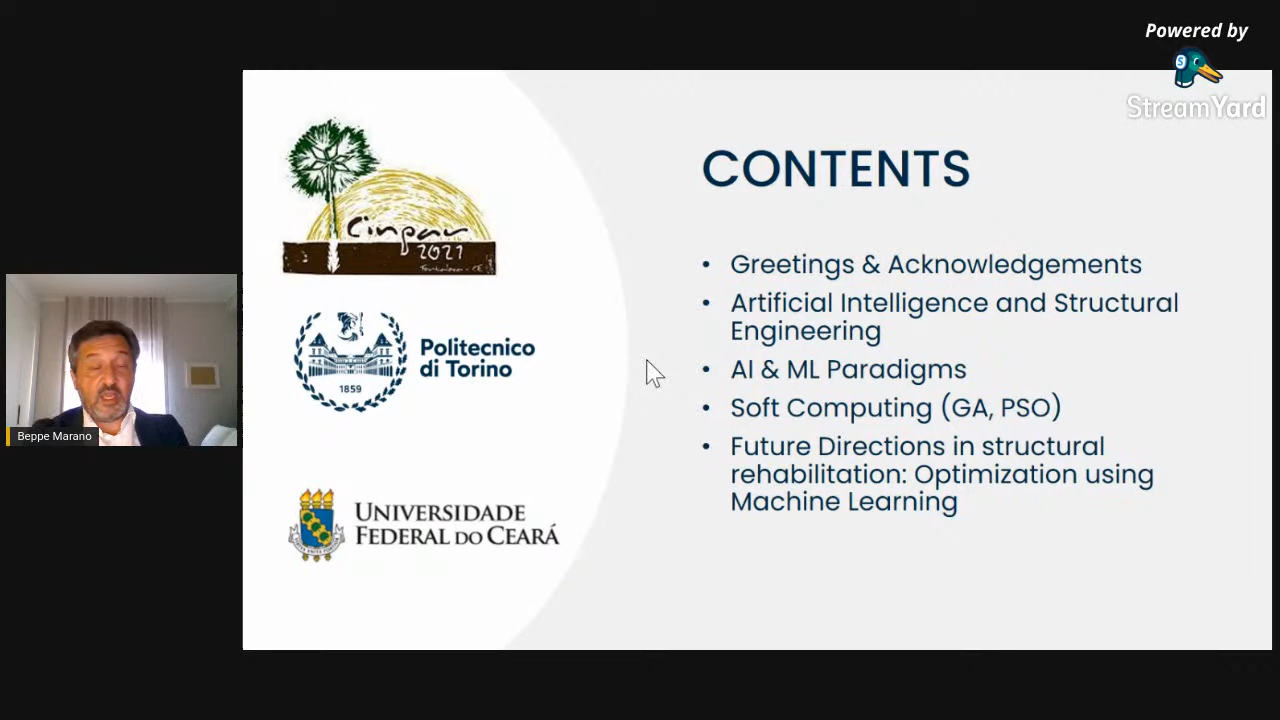 Powered by
StreamYard
Cinpar
2021
Fortaleza - CE
Politecnico
di Torino
1859
UNIVERSIDADE
FEDERAL DO CEARÁ
CONTENTS
• Greetings & Acknowledgements
• Artificial Intelligence and Structural
Engineering
• AI & ML Paradigms
• Soft Computing (GA, PSO)
• Future Directions in structural
rehabilitation: Optimization using
Machine Learning
Beppe Marano